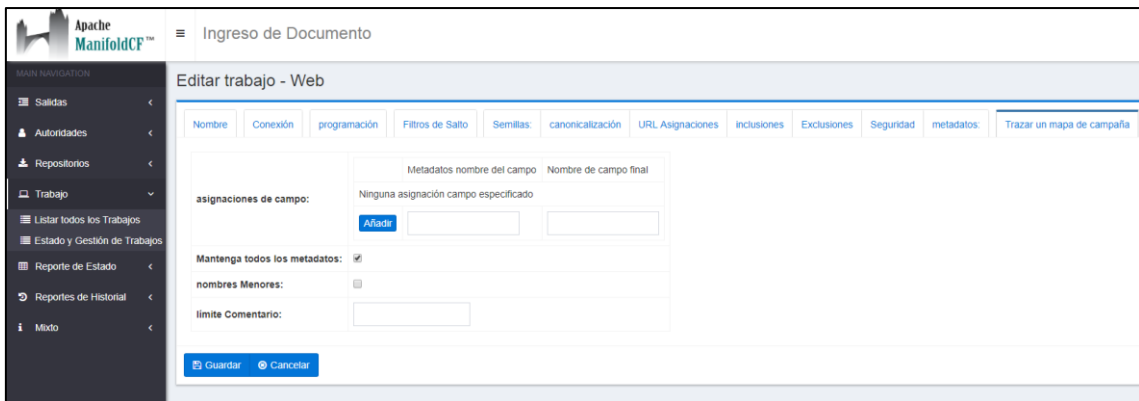 Apache
ManifoldCF™
Ingreso de Documento
MAIN NAVIGATION
Salidas
Autoridades
Repositorios
Trabajo
Listar todos los Trabajos
Estado y Gestión de Trabajos
Reporte de Estado
Reportes de Historial
Mixto
Editar trabajo - Web
Nombre Conexión programación Filtros de Salto Semillas: canonicalización URL Asignaciones inclusiones Exclusiones Seguridad metadatos: Trazar un mapa de campaña
asignaciones de campo:
Metadatos nombre del campo Nombre de campo final
Ninguna asignación campo especificado
Añadir
Mantenga todos los metadatos:
nombres Menores:
límite Comentario:
Guardar Cancelar